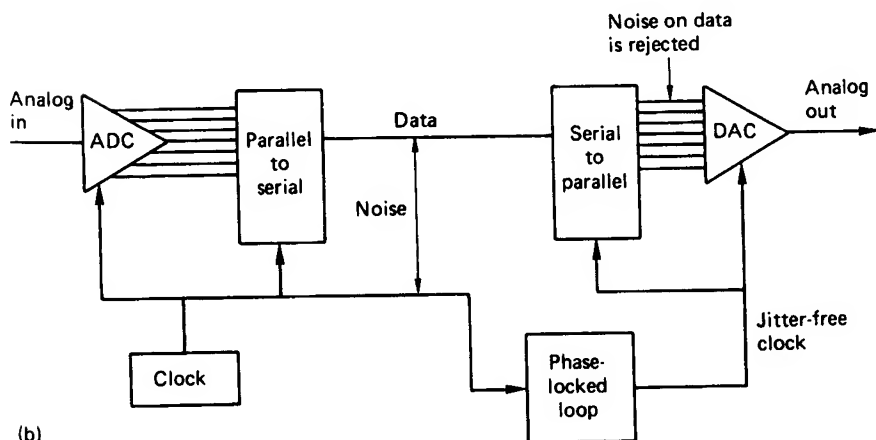 Noise on data
is rejected
Analog
in
ADC
Parallel
to
serial
Data
Noise
Serial
to
parallel
DAC
Analog
out
Clock
Phase-
locked
loop
Jitter-free
clock
(b)